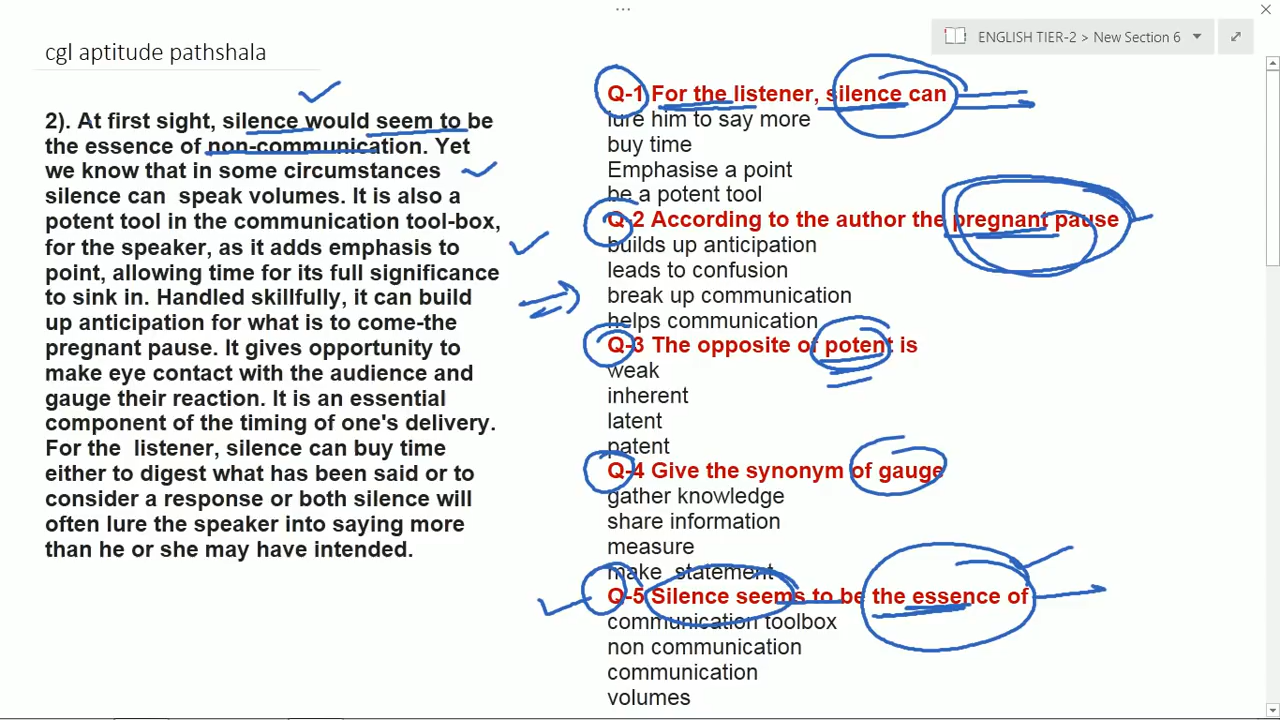 cgl aptitude pathshala
ENGLISH TIER-2 > New Section 6
2). At first sight, silence would seem to be
the essence of non-communication. Yet
we know that in some circumstances
silence can speak volumes. It is also a
potent tool in the communication tool-box,
for the speaker, as it adds emphasis to
point, allowing time for its full significance
to sink in. Handled skillfully, it can build
up anticipation for what is to come-the
pregnant pause. It gives opportunity to
make eye contact with the audience and
gauge their reaction. It is an essential
component of the timing of one's delivery.
For the listener, silence can buy time
either to digest what has been said or to
consider a response or both silence will
often lure the speaker into saying more
than he or she may have intended.
Q-1 For the listener, silence can
lure him to say more
buy time
Emphasise a point
be a potent tool
Q-2 According to the author the pregnant pause
builds up anticipation
leads to confusion
break up communication
helps communication
Q-3 The opposite of potent is
weak
inherent
latent
patent
Q-4 Give the synonym of gauge
gather knowledge
share information
measure
make statement
Q-5 Silence seems to be the essence of
communication toolbox
non communication
communication
volumes